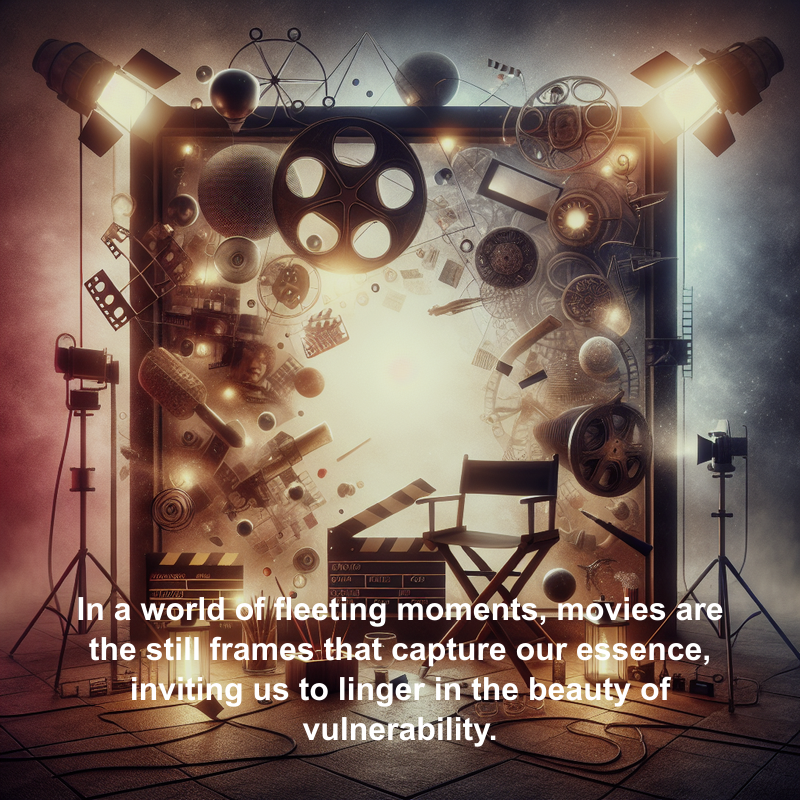 In a world of fleeting moments, movies are
the still frames that capture our essence,
inviting us to linger in the beauty of
vulnerability.